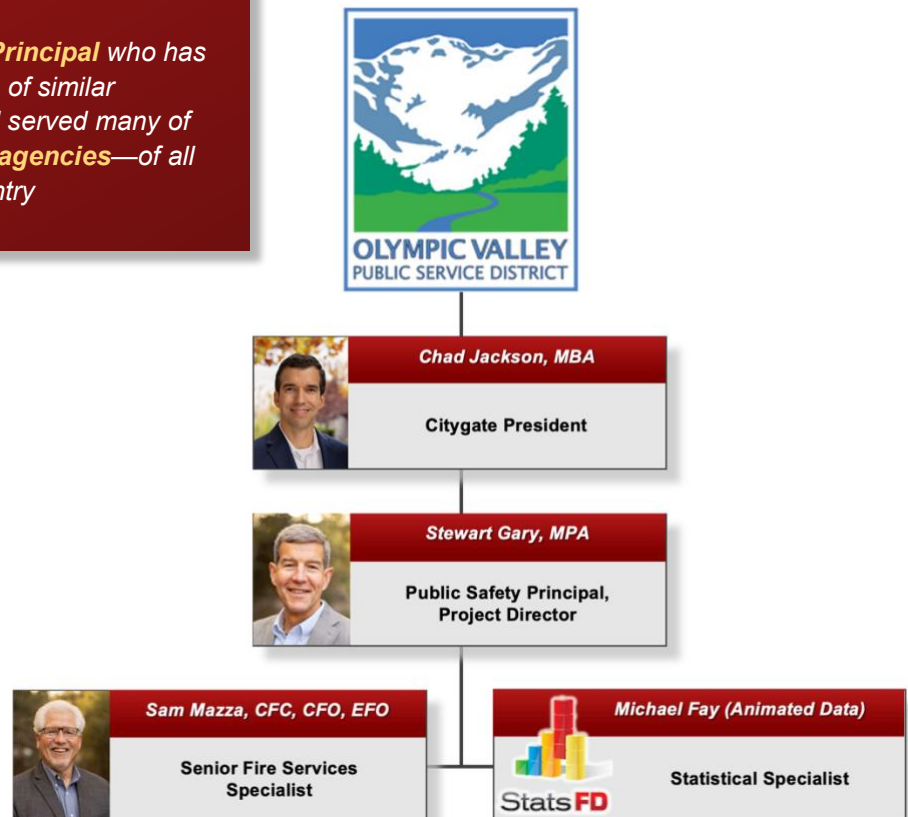 Principal who has
of similar
served many of
agencies—of all
ntry
OLYMPIC VALLEY
PUBLIC SERVICE DISTRICT
Chad Jackson, MBA
Citygate President
Stewart Gary, MPA
Public Safety Principal,
Project Director
Sam Mazza, CFC, CFO, EFO
Senior Fire Services
Specialist
Michael Fay (Animated Data)
Statistical Specialist
StatsFD